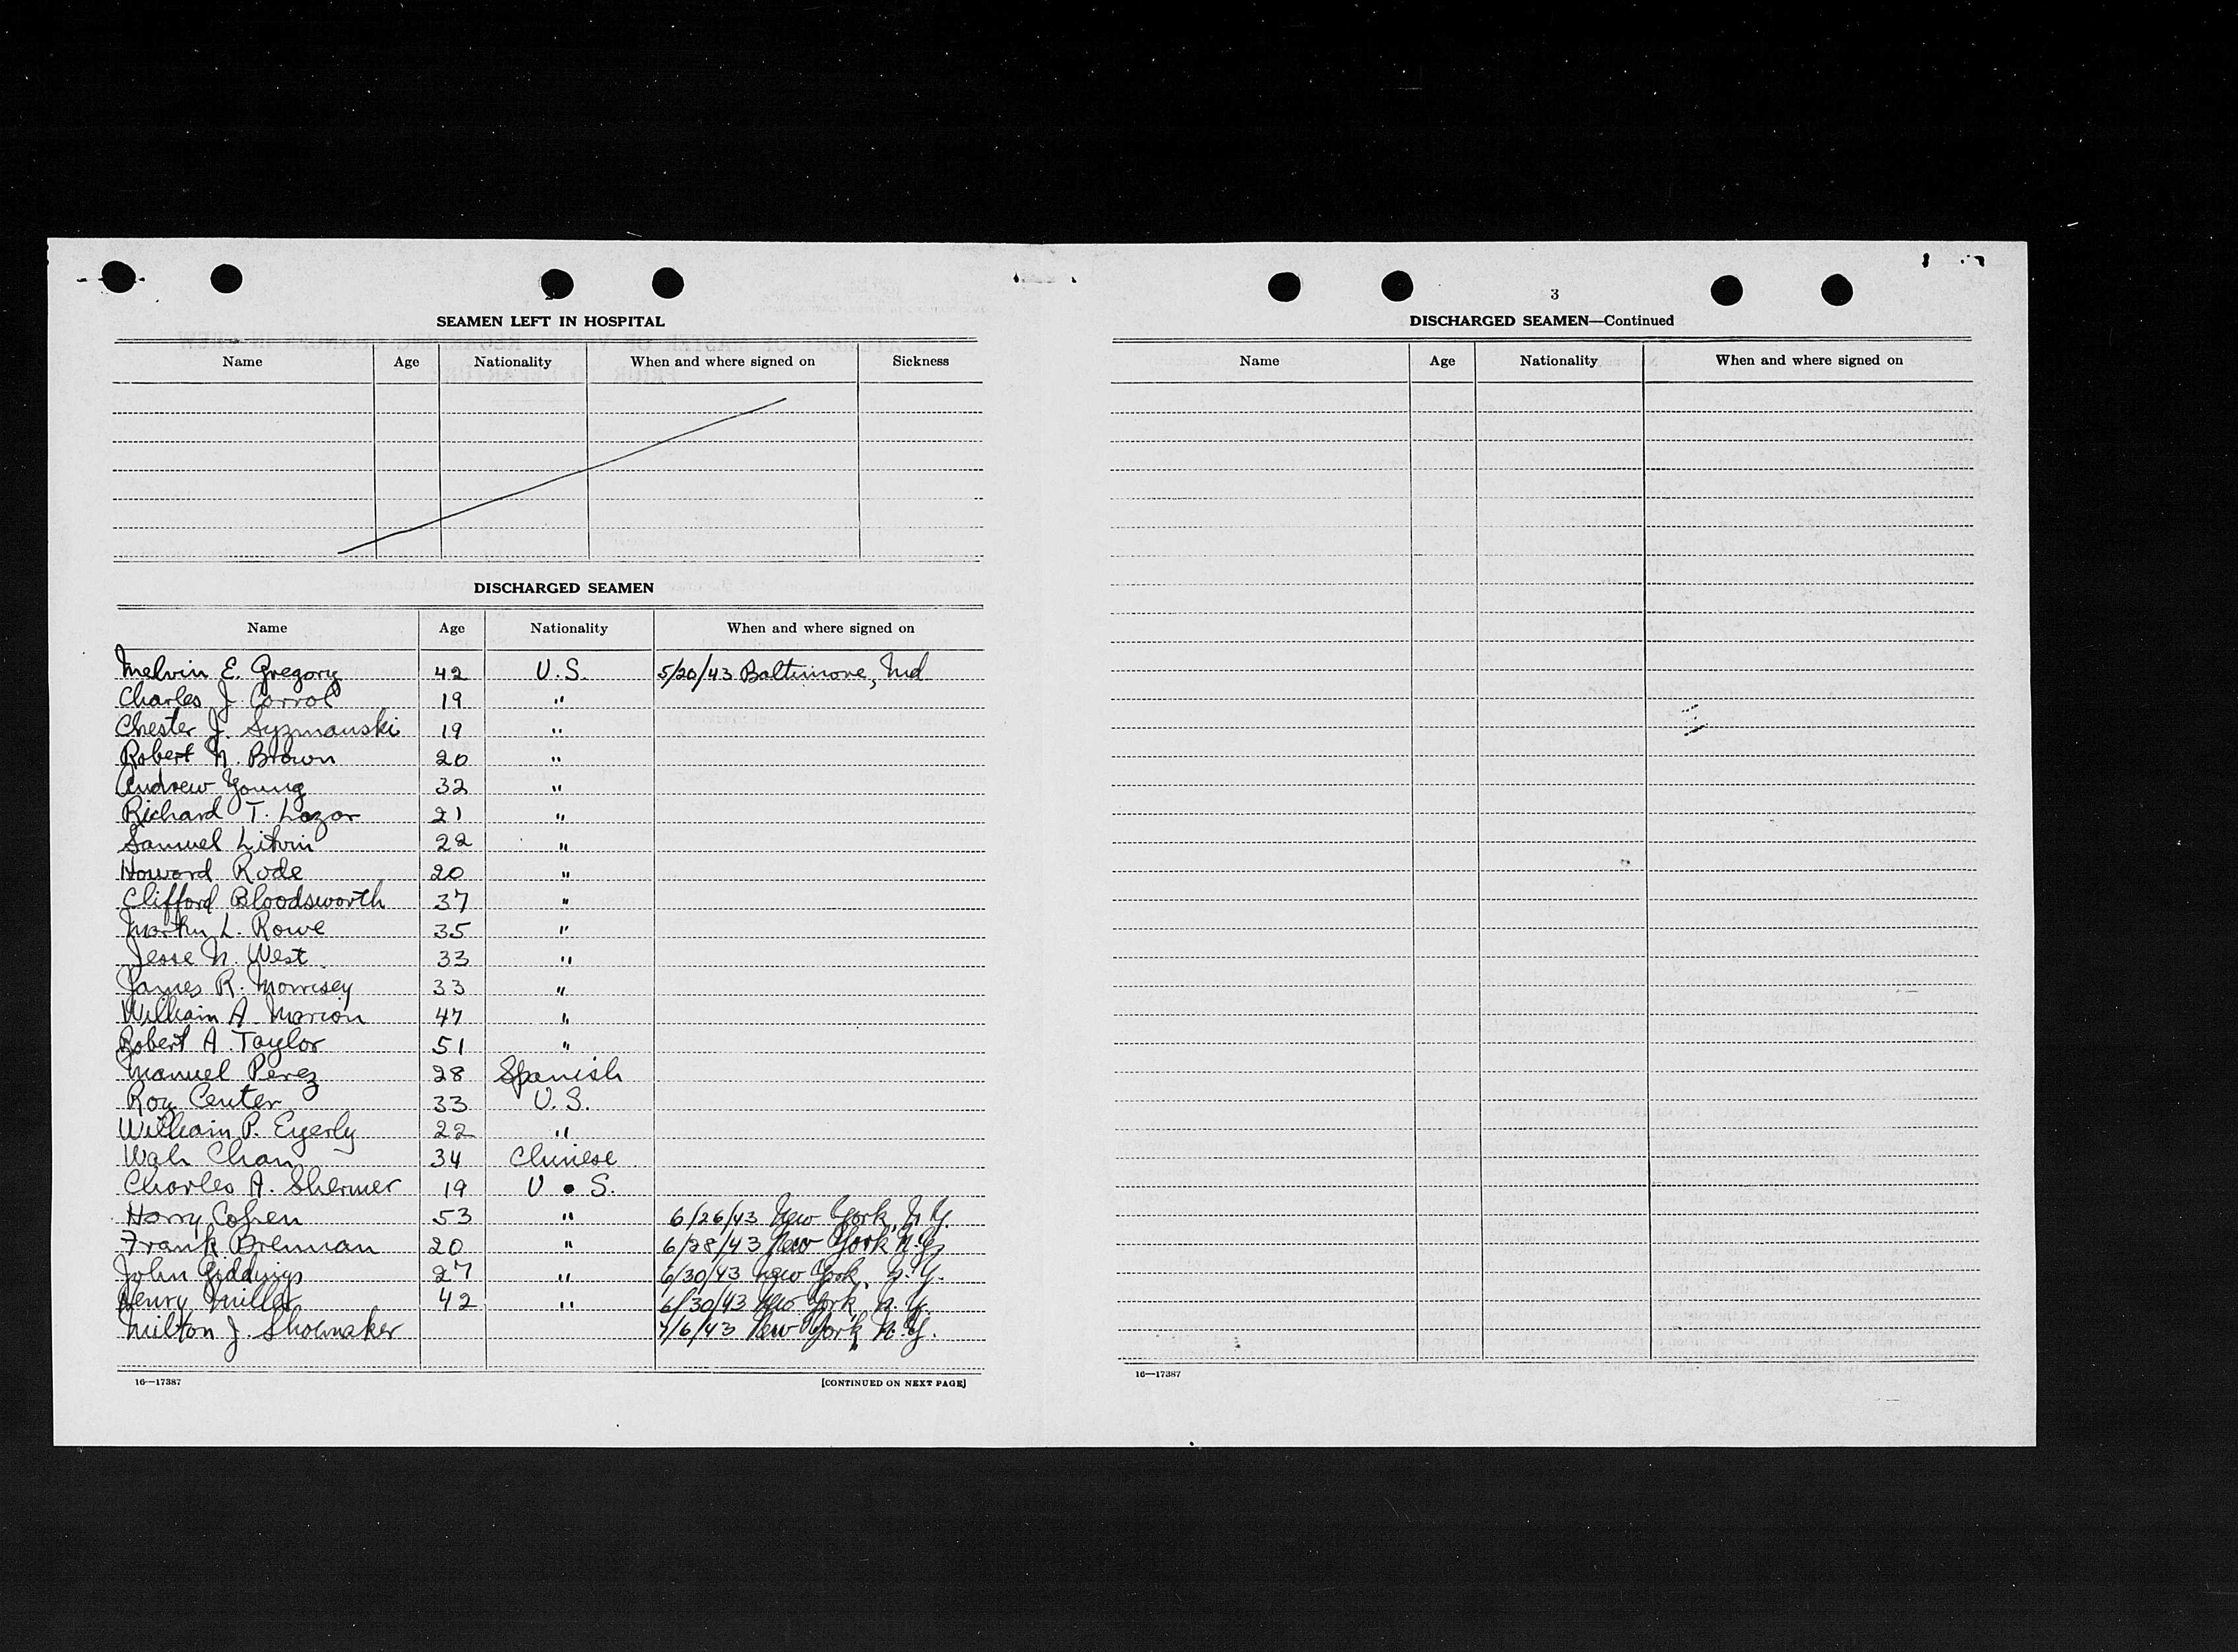 SEAMEN LEFT IN HOSPITAL
Name Age Nationality When and where signed on Sickness
DISCHARGED SEAMEN
Name Age Nationality When and where signed on
Melvin E. Gregory 42 U.S. 5/20/43 Baltimore, Md
Charles J. Carrol 19 "
Chester J. Syzmanski 19 "
Robert N. Brown 20 "
Andrew Young 32 "
Richard T. Lazar 21 "
Samuel Litvin 22 "
Howard Rode 20 "
Clifford Bloodsworth 37 "
L. Rowe 35 "
Jesse N. West 33 "
James R. Morrisey 33 "
William A. Marion 47 "
Robert A. Taylor 51 "
Manuel Perez 28 Spanish
Roy Center 33 U.S.
William P. 22 "
Wah Chan 34 Chinese
Charles A. Shermer 19 U.S.
Harry Cohen 53 " 6/26/43 New York, N.Y.
Frank Brennan 20 " 6/28/43 New York N.Y.
John Giddings 27 " 6/30/43 New York, N.Y.
Henry Miller 42 " 6/30/43 New York N.Y.
Milton J. Shoemaker 7/6/43 New York N.Y.
16—17387 [CONTINUED ON NEXT PAGE]
3
DISCHARGED SEAMEN—Continued
Name Age Nationality When and where signed on
16—17387